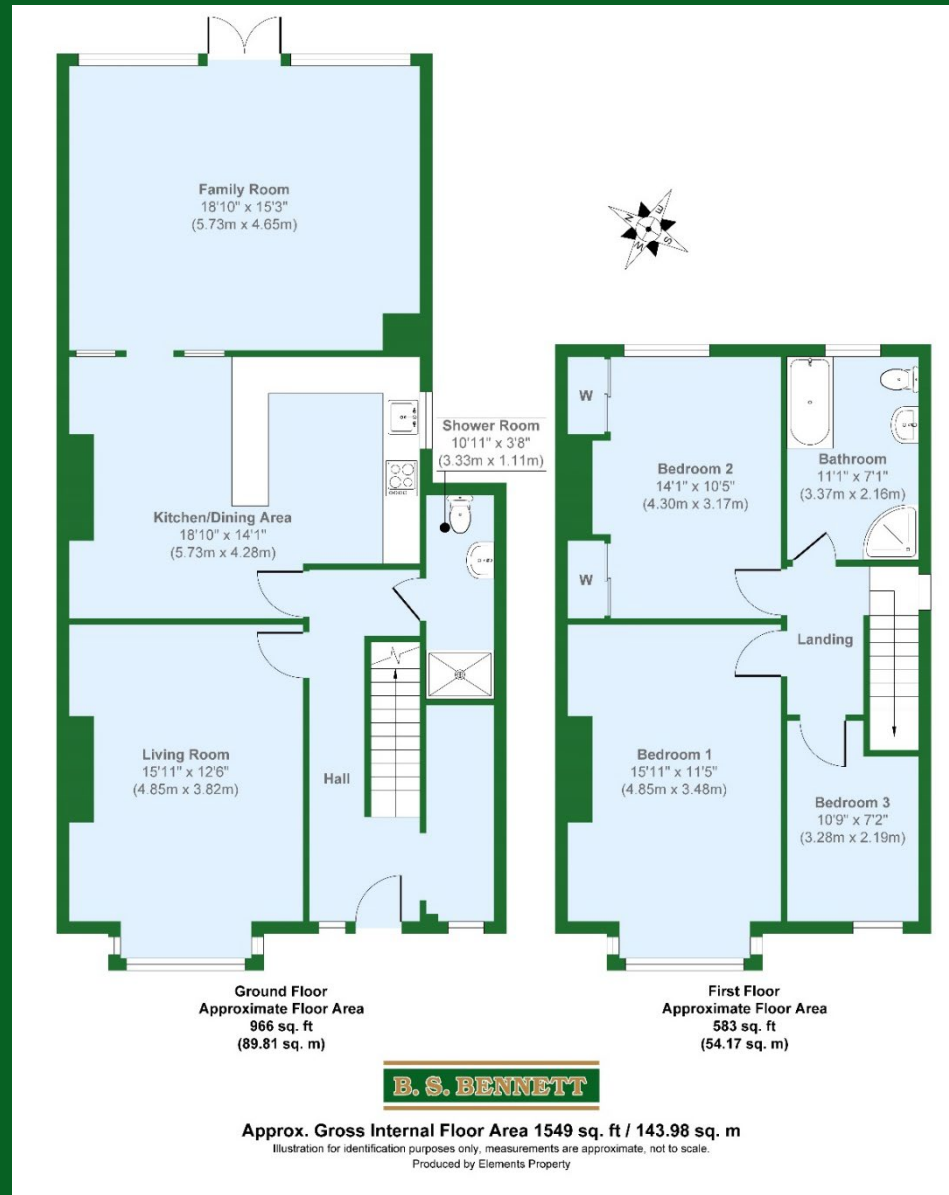 Family Room
18'10" x 15'3"
(5.73m x 4.65m)
N
E
S
W
Shower Room
10'11" x 3'8"
(3.33m x 1.11m)
Kitchen/Dining Area
18'10" x 14'1"
(5.73m x 4.28m)
Living Room
15'11" x 12'6"
(4.85m x 3.82m)
Hall
W
Bedroom 2
14'1" x 10'5"
(4.30m x 3.17m)
W
Bathroom
11'1" x 7'1"
(3.37m x 2.16m)
Landing
Bedroom 1
15'11" x 11'5"
(4.85m x 3.48m)
Bedroom 3
10'9" x 7'2"
(3.28m x 2.19m)
Ground Floor
Approximate Floor Area
966 sq. ft
(89.81 sq. m)
First Floor
Approximate Floor Area
583 sq. ft
(54.17 sq. m)
B. S. BENNETT
Approx. Gross Internal Floor Area 1549 sq. ft / 143.98 sq. m
Illustration for identification purposes only, measurements are approximate, not to scale.
Produced by Elements Property